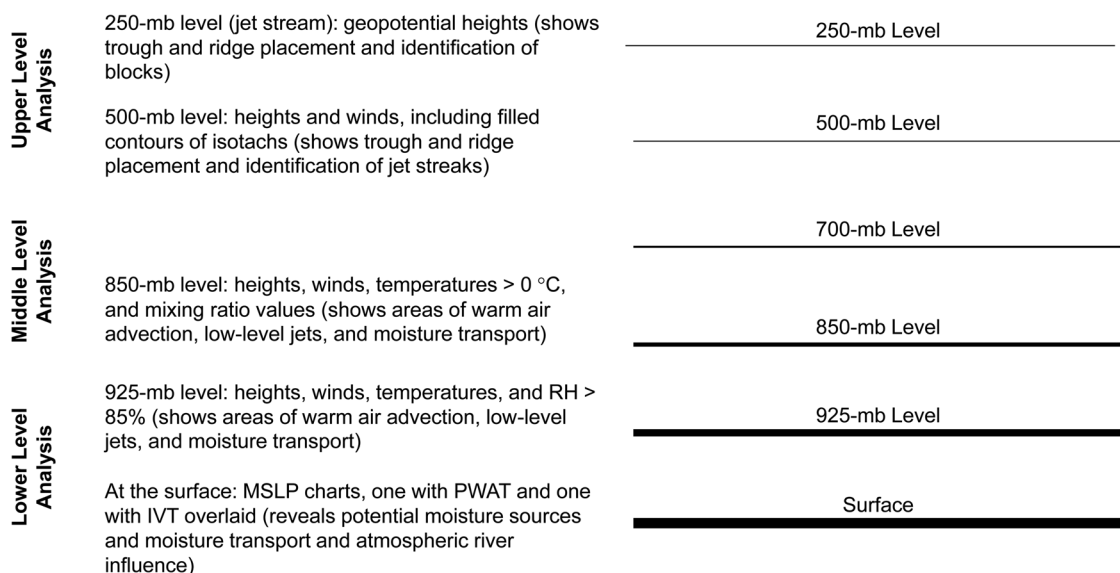 Upper Level
Analysis
250-mb level (jet stream): geopotential heights (shows
trough and ridge placement and identification of
blocks)
250-mb Level
500-mb level: heights and winds, including filled
contours of isotachs (shows trough and ridge
placement and identification of jet streaks)
500-mb Level
Middle Level
Analysis
700-mb Level
850-mb level: heights, winds, temperatures > 0 °C,
and mixing ratio values (shows areas of warm air
advection, low-level jets, and moisture transport)
850-mb Level
Lower Level
Analysis
925-mb level: heights, winds, temperatures, and RH >
85% (shows areas of warm air advection, low-level
jets, and moisture transport)
925-mb Level
At the surface: MSLP charts, one with PWAT and one
with IVT overlaid (reveals potential moisture sources
and moisture transport and atmospheric river
influence)
Surface